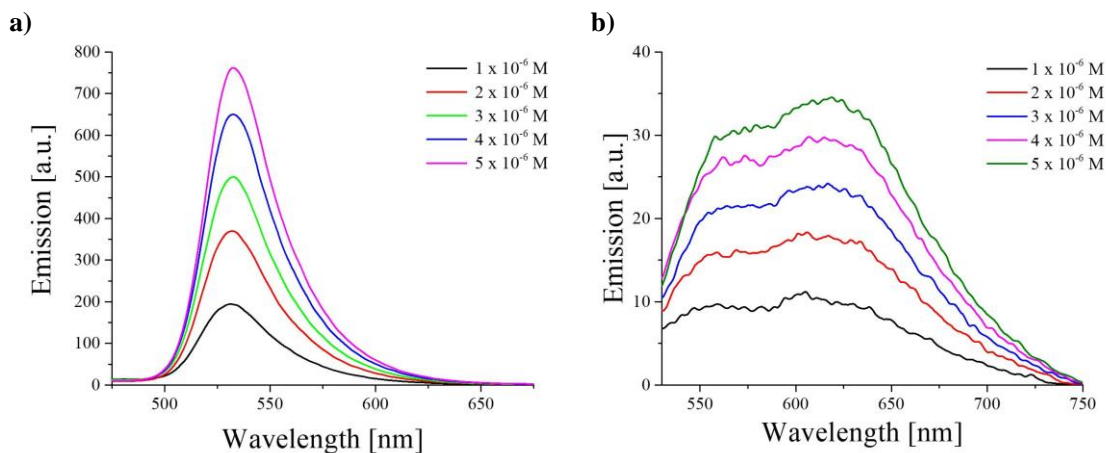 a)
800
700
600
500
400
300
200
100
0
500
550
600
650
Emission [a.u.]
Wavelength [nm]
1 x 10⁻⁶ M
2 x 10⁻⁶ M
3 x 10⁻⁶ M
4 x 10⁻⁶ M
5 x 10⁻⁶ M
b)
40
30
20
10
0
550
600
650
700
750
Emission [a.u.]
Wavelength [nm]
1 x 10⁻⁶ M
2 x 10⁻⁶ M
3 x 10⁻⁶ M
4 x 10⁻⁶ M
5 x 10⁻⁶ M